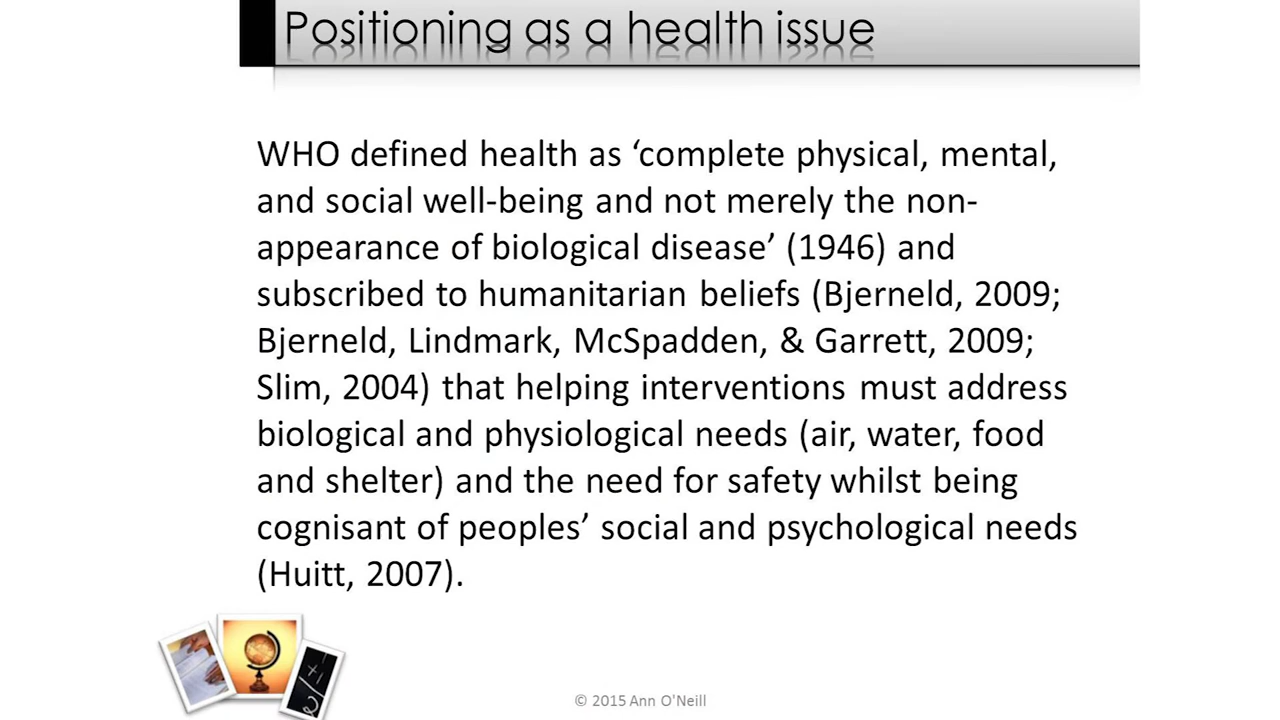 Positioning as a health issue
WHO defined health as ‘complete physical, mental,
and social well-being and not merely the non-
appearance of biological disease’ (1946) and
subscribed to humanitarian beliefs (Bjerneld, 2009;
Bjerneld, Lindmark, McSpadden, & Garrett, 2009;
Slim, 2004) that helping interventions must address
biological and physiological needs (air, water, food
and shelter) and the need for safety whilst being
cognisant of peoples’ social and psychological needs
(Huitt, 2007).
© 2015 Ann O'Neill